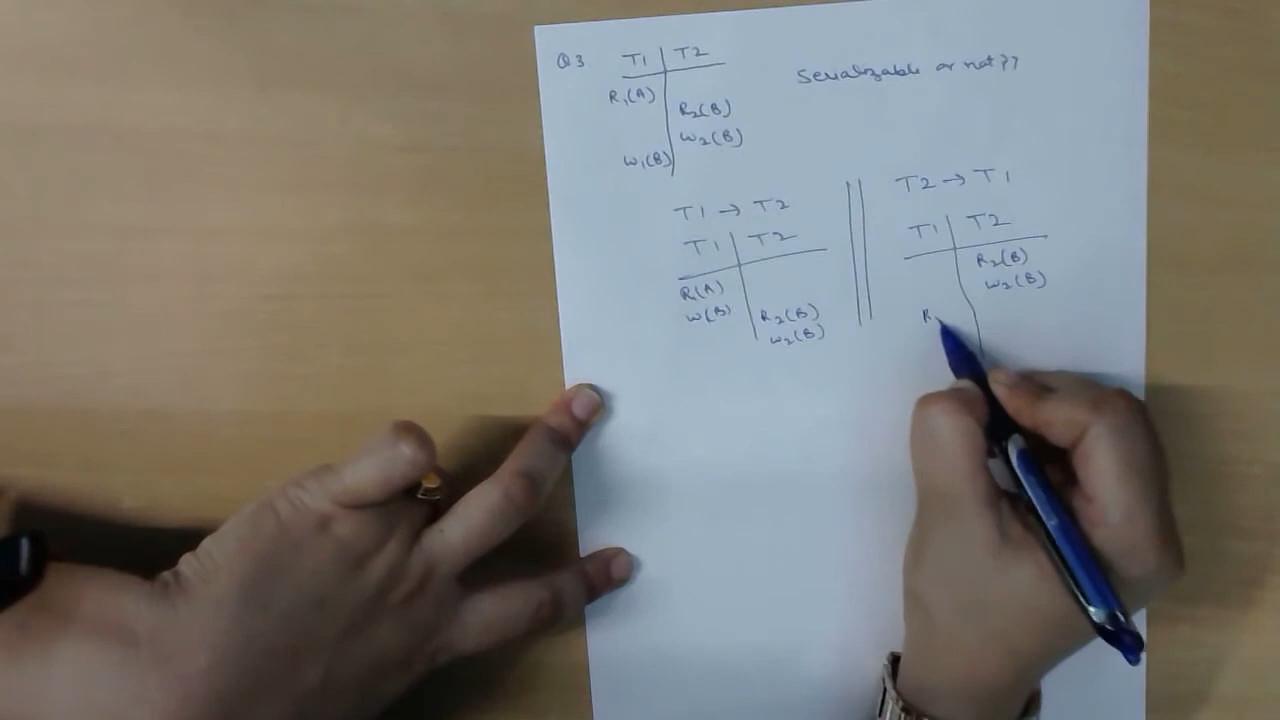 Q3 T1 T2
Serializable or not??
R1(A)
R2(B)
W2(B)
W1(B)
T1 → T2
T1 T2
R(A)
W(B)
R2(B)
W2(B)
T2 → T1
T1 T2
R2(B)
W2(B)
R